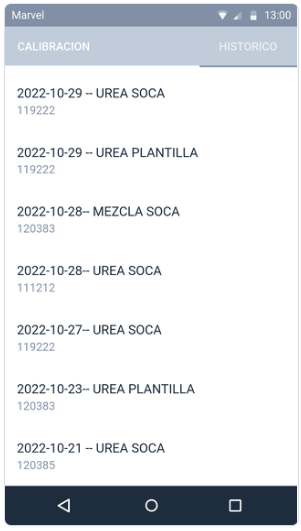 Marvel 13:00
CALIBRACION HISTORICO
2022-10-29 -- UREA SOCA
119222
2022-10-29 -- UREA PLANTILLA
119222
2022-10-28-- MEZCLA SOCA
120383
2022-10-28-- UREA SOCA
111212
2022-10-27-- UREA SOCA
119222
2022-10-23-- UREA PLANTILLA
120383
2022-10-21 -- UREA SOCA
120385